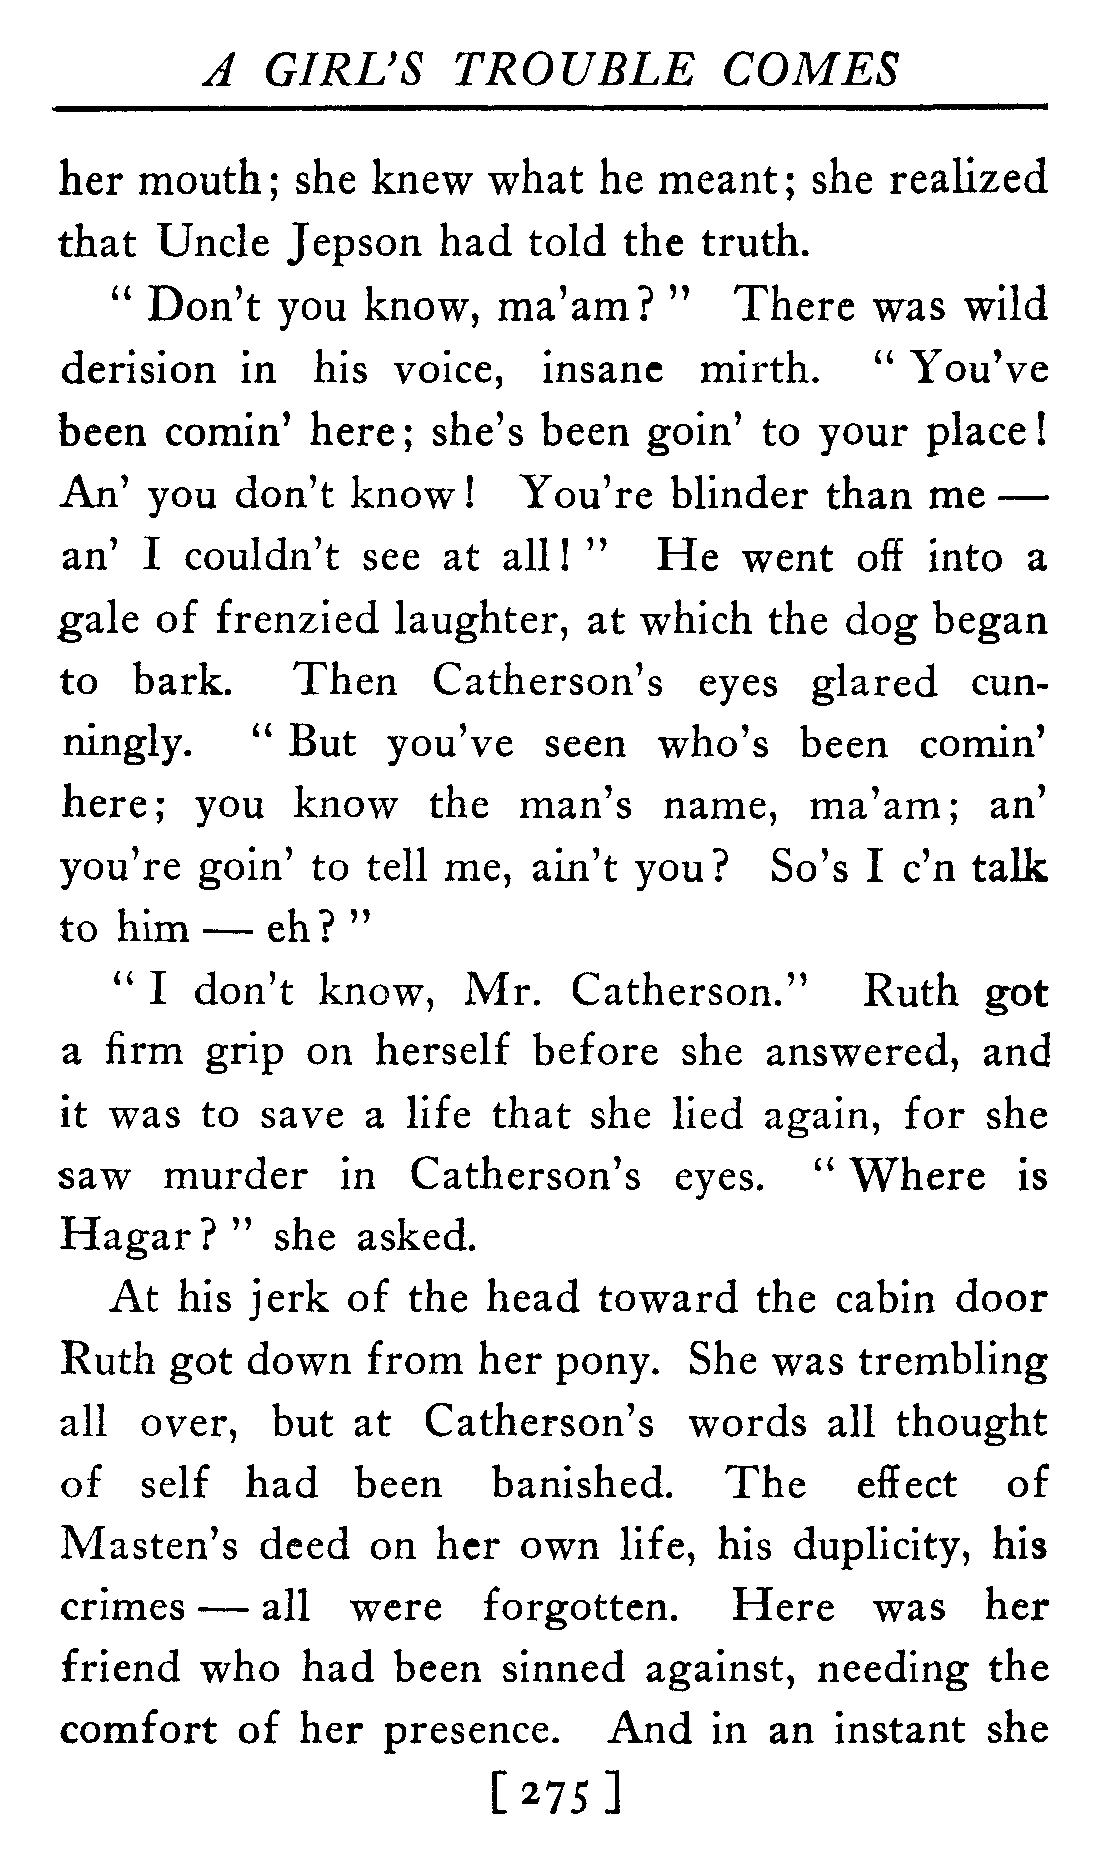 A GIRL'S TROUBLE COMES
her mouth; she knew what he meant; she realized
that Uncle Jepson had told the truth.
" Don't you know, ma'am? " There was wild
derision in his voice, insane mirth. " You've
been comin' here; she's been goin' to your place!
An' you don't know! You're blinder than me —
an' I couldn't see at all! " He went off into a
gale of frenzied laughter, at which the dog began
to bark. Then Catherson's eyes glared cun-
ningly. " But you've seen who's been comin'
here; you know the man's name, ma'am; an'
you're goin' to tell me, ain't you? So's I c'n talk
to him — eh? "
" I don't know, Mr. Catherson." Ruth got
a firm grip on herself before she answered, and
it was to save a life that she lied again, for she
saw murder in Catherson's eyes. " Where is
Hagar? " she asked.
At his jerk of the head toward the cabin door
Ruth got down from her pony. She was trembling
all over, but at Catherson's words all thought
of self had been banished. The effect of
Masten's deed on her own life, his duplicity, his
crimes — all were forgotten. Here was her
friend who had been sinned against, needing the
comfort of her presence. And in an instant she
[ 275 ]